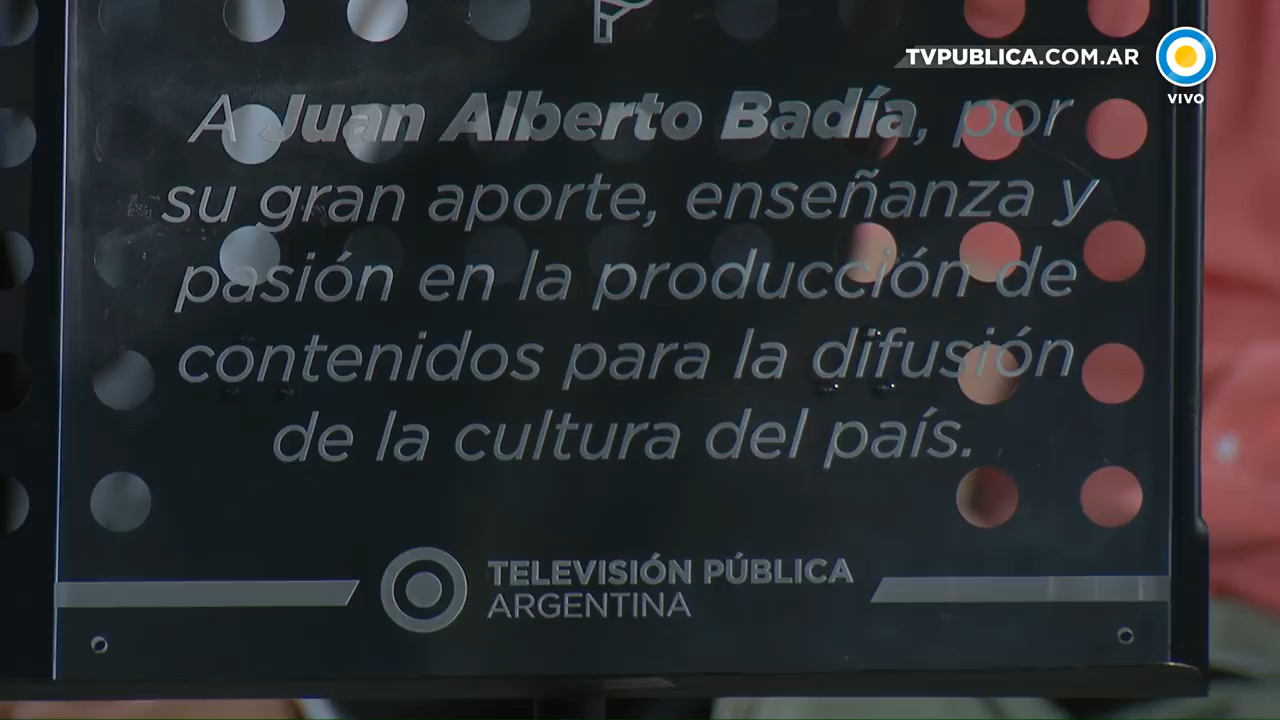 TVPUBLICA.COM.AR
VIVO
A Juan Alberto Badía, por
su gran aporte, enseñanza y
pasión en la producción de
contenidos para la difusión
de la cultura del país.
TELEVISIÓN PÚBLICA
ARGENTINA